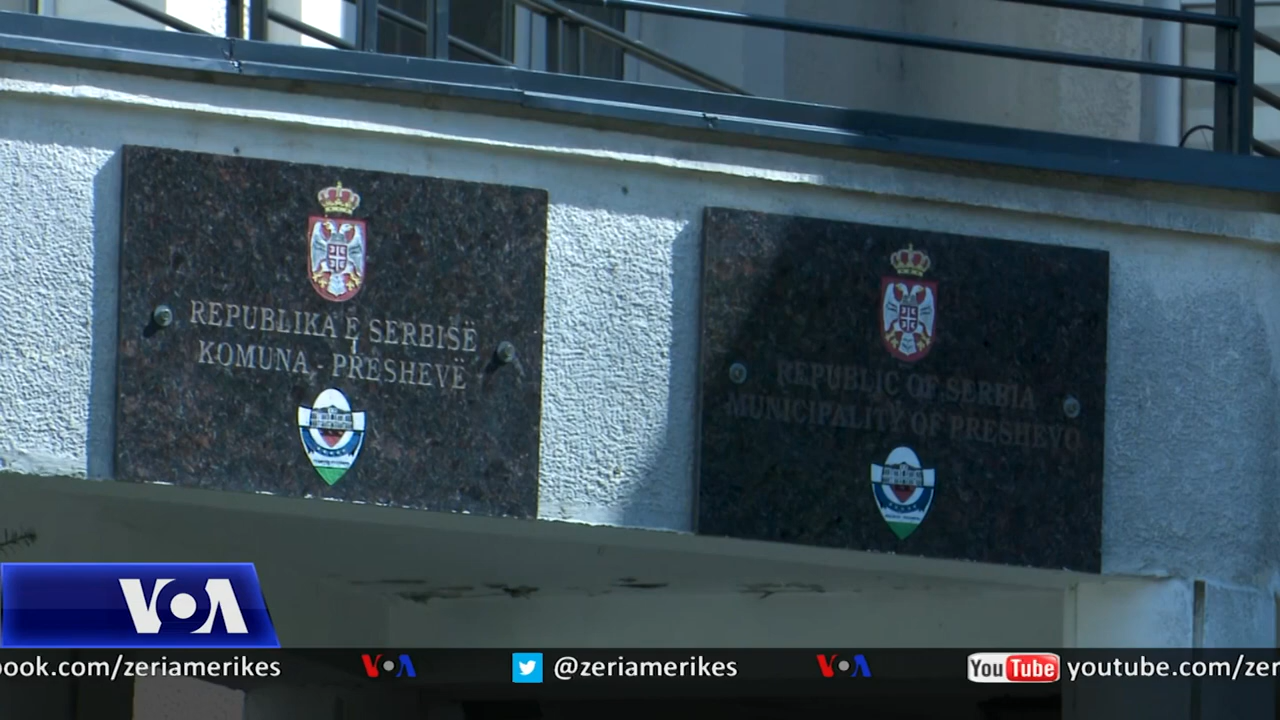 REPUBLIKA E SERBISË
KOMUNA - PRESHEVË
REPUBLIC OF SERBIA
MUNICIPALITY OF PRESHEVO
VOA
book.com/zeriamerikes
VOA
@zeriamerikes
VOA
YouTube
youtube.com/zer